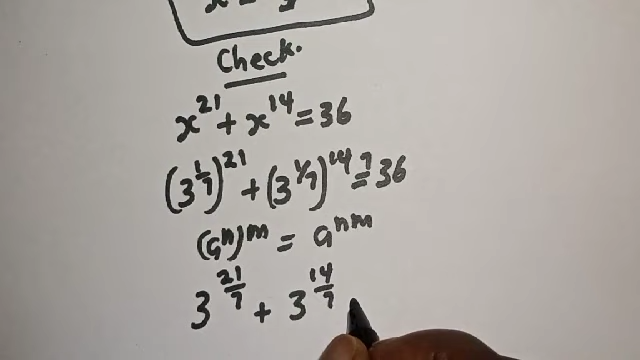 Check.
x^21 + x^14 = 36
(3^(1/7))^21 + (3^(1/7))^14 ?= 36
(a^n)^m = a^nm
3^(21/7) + 3^(14/7)